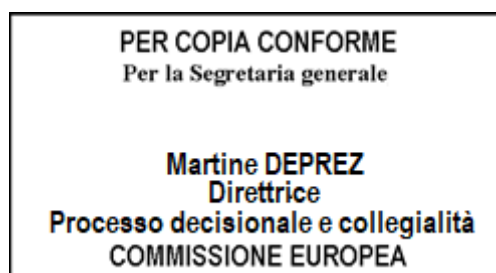 PER COPIA CONFORME
Per la Segretaria generale
Martine DEPREZ
Direttrice
Processo decisionale e collegialità
COMMISSIONE EUROPEA